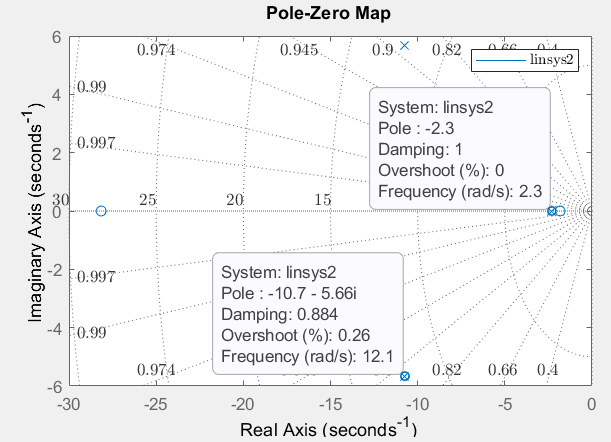 Pole-Zero Map
6
4
2
0
-2
-4
-6
Imaginary Axis (seconds⁻¹)
0.974 0.945 0.9 0.82 0.66 0.4
linsys2
0.99
0.997
30 25 20 15
System: linsys2
Pole : -2.3
Damping: 1
Overshoot (%): 0
Frequency (rad/s): 2.3
System: linsys2
Pole : -10.7 - 5.66i
Damping: 0.884
Overshoot (%): 0.26
Frequency (rad/s): 12.1
0.997
0.99
0.974 0.82 0.66 0.4
-30 -25 -20 -15 -10 -5 0
Real Axis (seconds⁻¹)